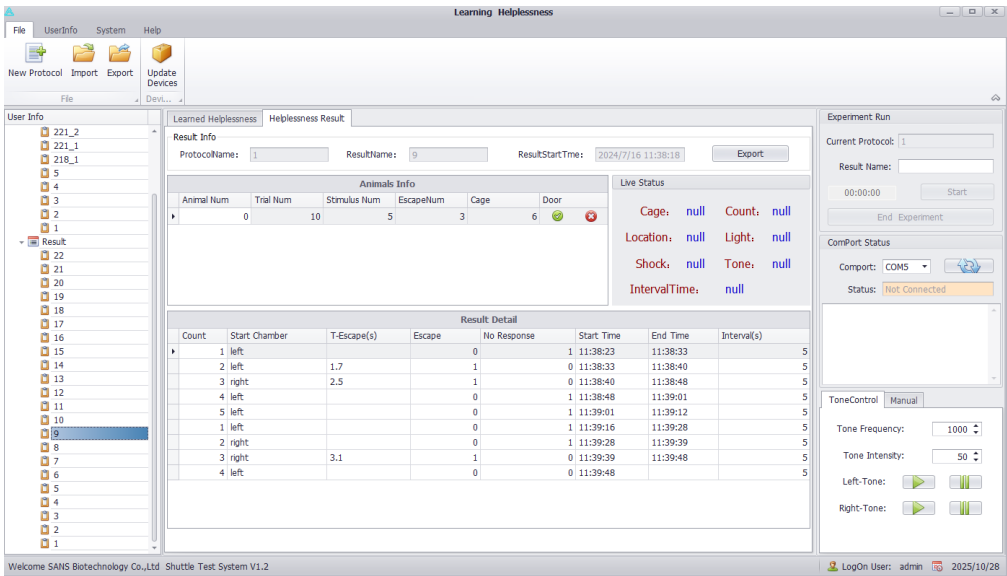 Learning Helplessness
File UserInfo System Help
New Protocol Import Export Update Devices
File Devi...
User Info
221_2
221_1
218_1
5
4
3
2
1
Result
22
21
20
19
18
17
16
15
14
13
12
11
10
9
8
7
6
5
4
3
2
1
Learned Helplessness Helplessness Result
Result Info
ProtocolName: 1 ResultName: 9 ResultStartTme: 2024/7/16 11:38:18 Export
Animals Info
Animal Num Trial Num Stimulus Num EscapeNum Cage Door
0 10 5 3 6
Live Status
Cage: null Count: null
Location: null Light: null
Shock: null Tone: null
IntervalTime: null
Result Detail
Count Start Chamber T-Escape(s) Escape No Response Start Time End Time Interval(s)
1 left 0 1 11:38:23 11:38:33 5
2 left 1.7 1 0 11:38:33 11:38:40 5
3 right 2.5 1 0 11:38:40 11:38:48 5
4 left 0 1 11:38:48 11:39:01 5
5 left 0 1 11:39:01 11:39:12 5
1 left 0 1 11:39:16 11:39:28 5
2 right 0 1 11:39:28 11:39:39 5
3 right 3.1 1 0 11:39:39 11:39:48 5
4 left 0 0 11:39:48 5
Experiment Run
Current Protocol: 1
Result Name:
00:00:00 Start
End Experiment
ComPort Status
Comport: COM5
Status: Not Connected
ToneControl Manual
Tone Frequency: 1000
Tone Intensity: 50
Left-Tone:
Right-Tone:
Welcome SANS Biotechnology Co.,Ltd Shuttle Test System V1.2
LogOn User: admin 2025/10/28